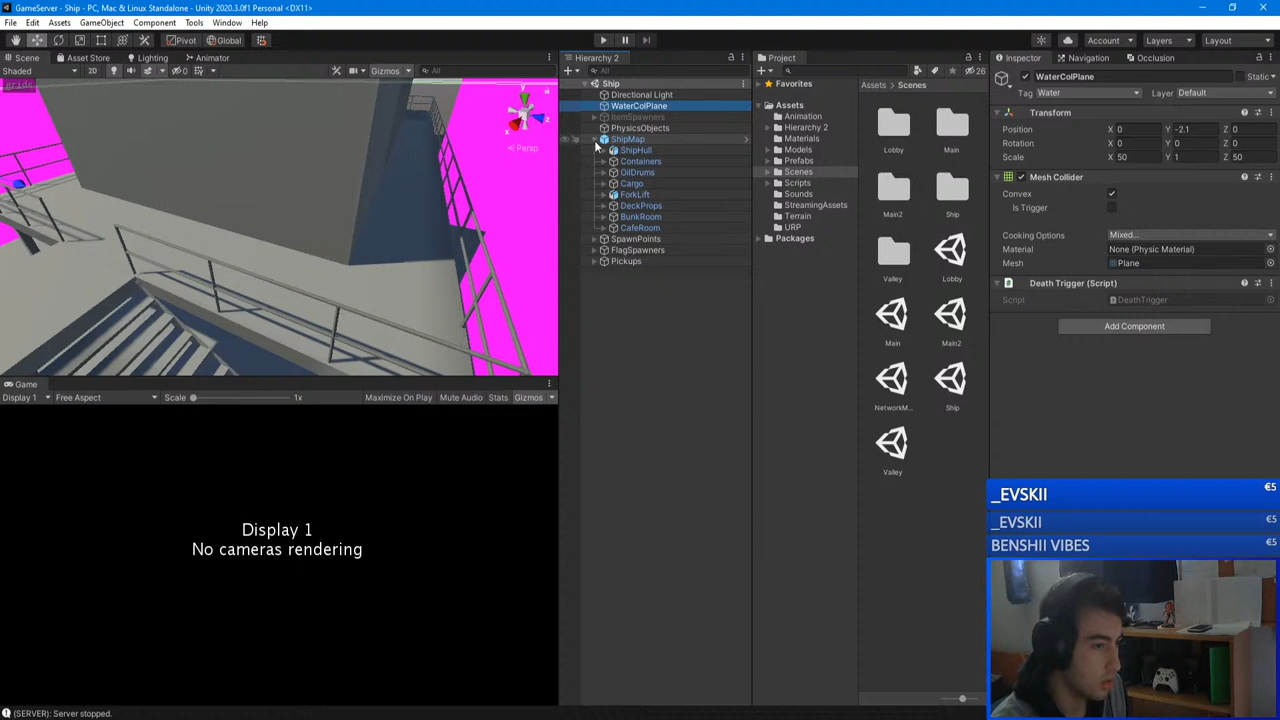 GameServer - Ship - PC, Mac & Linux Standalone - Unity 2020.3.0f1 Personal <DX11>
File Edit Assets GameObject Component Tools Window Help
Pivot Global Account Layers Layout
Scene Asset Store Lighting Animator
Shaded 2D 0 Gizmos All
grids
y
x
z
Persp
Game
Display 1 Free Aspect Scale 1x Maximize On Play Mute Audio Stats Gizmos
Display 1
No cameras rendering
Hierarchy 2
All
Ship
Directional Light
WaterColPlane
ItemSpawners
PhysicsObjects
ShipMap
ShipHull
Containers
OilDrums
Cargo
ForkLift
DeckProps
BunkRoom
CafeRoom
SpawnPoints
FlagSpawners
Pickups
Project
26
Favorites
Assets
Animation
Hierarchy 2
Materials
Models
Prefabs
Scenes
Scripts
Sounds
StreamingAssets
Terrain
URP
Packages
Assets > Scenes
Lobby Main
Main2 Ship
Valley Lobby
Main Main2
NetworkM... Ship
Valley
Inspector Navigation Occlusion
WaterColPlane Static
Tag Water Layer Default
Transform
Position X 0 Y -2.1 Z 0
Rotation X 0 Y 0 Z 0
Scale X 50 Y 1 Z 50
Mesh Collider
Convex
Is Trigger
Cooking Options Mixed...
Material None (Physic Material)
Mesh Plane
Death Trigger (Script)
Script DeathTrigger
Add Component
_EVSKII €5
_EVSKII €5
BENSHII VIBES €5
(SERVER): Server stopped.